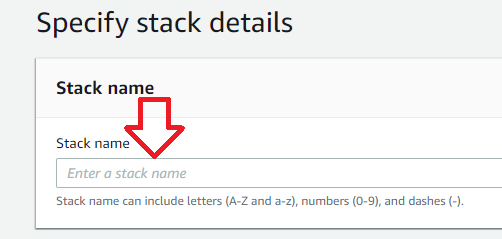 Specify stack details
Stack name
Stack name
Enter a stack name
Stack name can include letters (A-Z and a-z), numbers (0-9), and dashes (-).